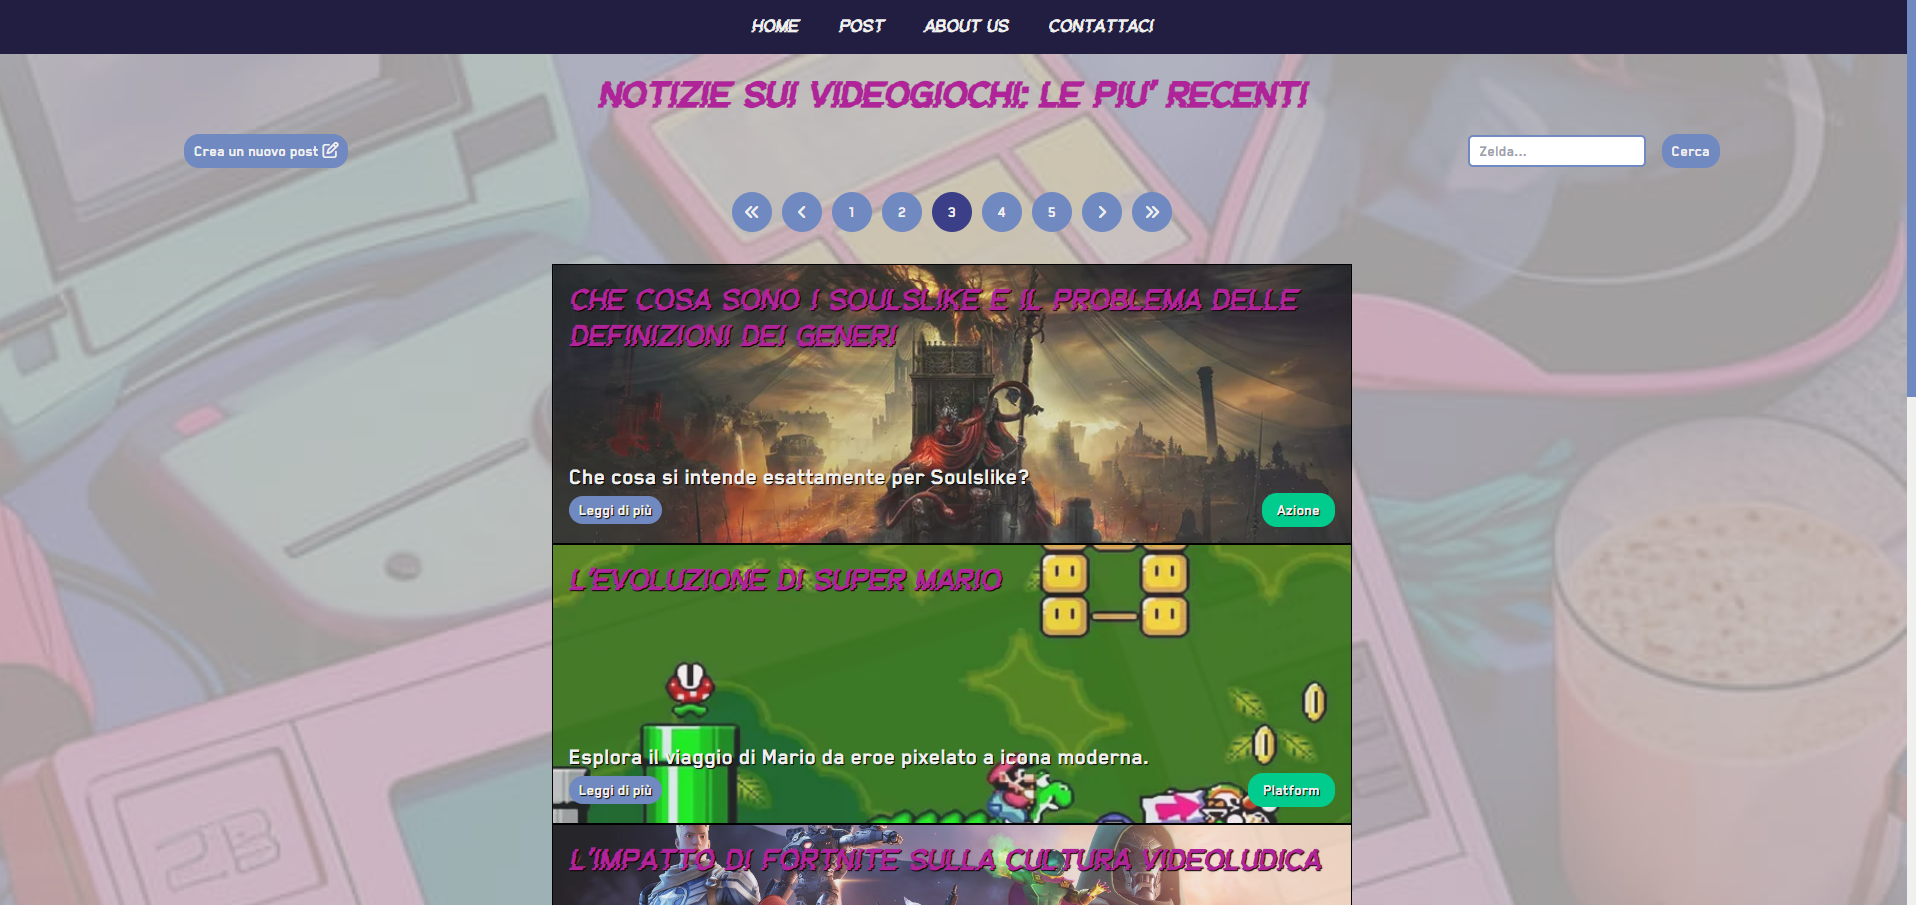 HOME POST ABOUT US CONTATTACI
NOTIZIE SUI VIDEOGIOCHI: LE PIU' RECENTI
Crea un nuovo post
Zelda...
Cerca
1 2 3 4 5
CHE COSA SONO I SOULSLIKE E IL PROBLEMA DELLE
DEFINIZIONI DEI GENERI
Che cosa si intende esattamente per Soulslike?
Leggi di più
Azione
L'EVOLUZIONE DI SUPER MARIO
Esplora il viaggio di Mario da eroe pixelato a icona moderna.
Leggi di più
Platform
L'IMPATTO DI FORTNITE SULLA CULTURA VIDEOLUDICA